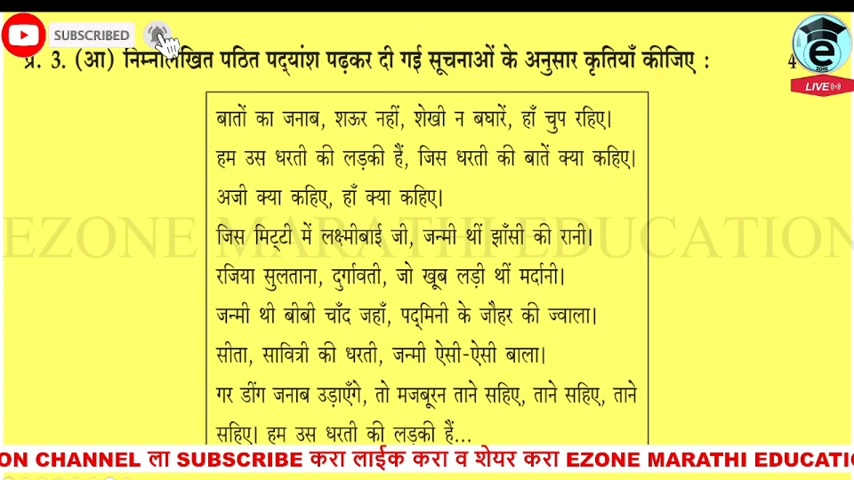 SUBSCRIBED
प्र. 3. (आ) निम्नलिखित पठित पद्यांश पढ़कर दी गई सूचनाओं के अनुसार कृतियाँ कीजिए : 4
e
LIVE
बातों का जनाब, शऊर नहीं, शेखी न बघारें, हाँ चुप रहिए।
हम उस धरती की लड़की हैं, जिस धरती की बातें क्या कहिए।
अजी क्या कहिए, हाँ क्या कहिए।
जिस मिट्टी में लक्ष्मीबाई जी, जन्मी थीं झाँसी की रानी।
EZONE MARATHI EDUCATION
रजिया सुलताना, दुर्गावती, जो खूब लड़ी थीं मर्दानी।
जन्मी थी बीबी चाँद जहाँ, पद्मिनी के जौहर की ज्वाला।
सीता, सावित्री की धरती, जन्मी ऐसी-ऐसी बाला।
गर डींग जनाब उड़ाएँगे, तो मजबूरन ताने सहिए, ताने सहिए, ताने
सहिए। हम उस धरती की लड़की हैं...
ON CHANNEL ला SUBSCRIBE करा लाईक करा व शेयर करा EZONE MARATHI EDUCATIO